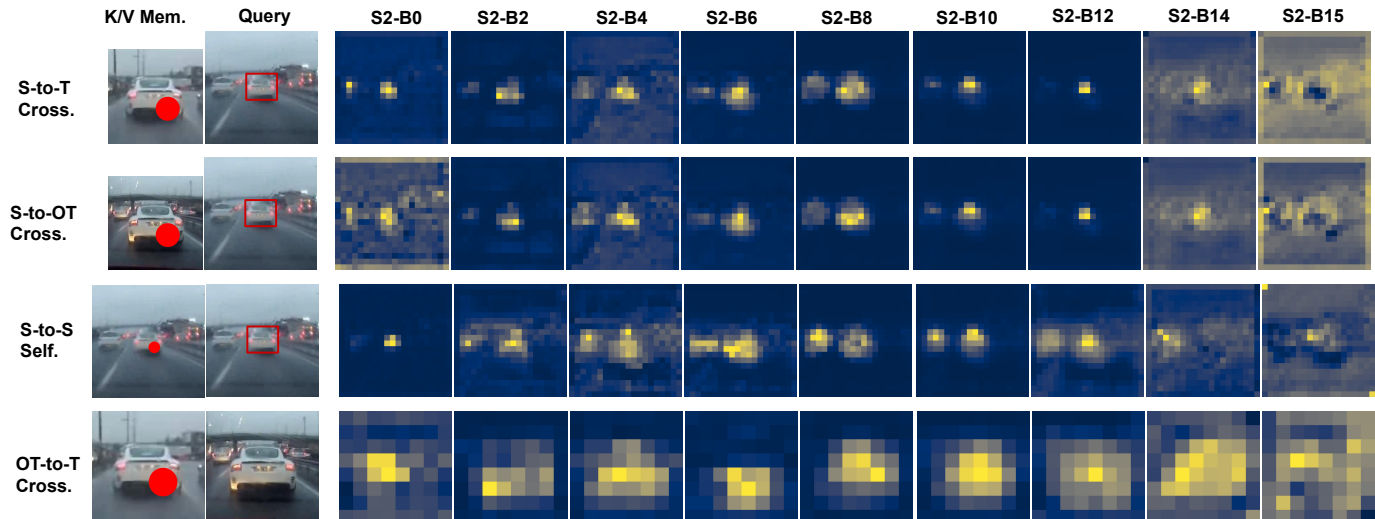 K/V Mem. Query S2-B0 S2-B2 S2-B4 S2-B6 S2-B8 S2-B10 S2-B12 S2-B14 S2-B15
S-to-T
Cross.
S-to-OT
Cross.
S-to-S
Self.
OT-to-T
Cross.